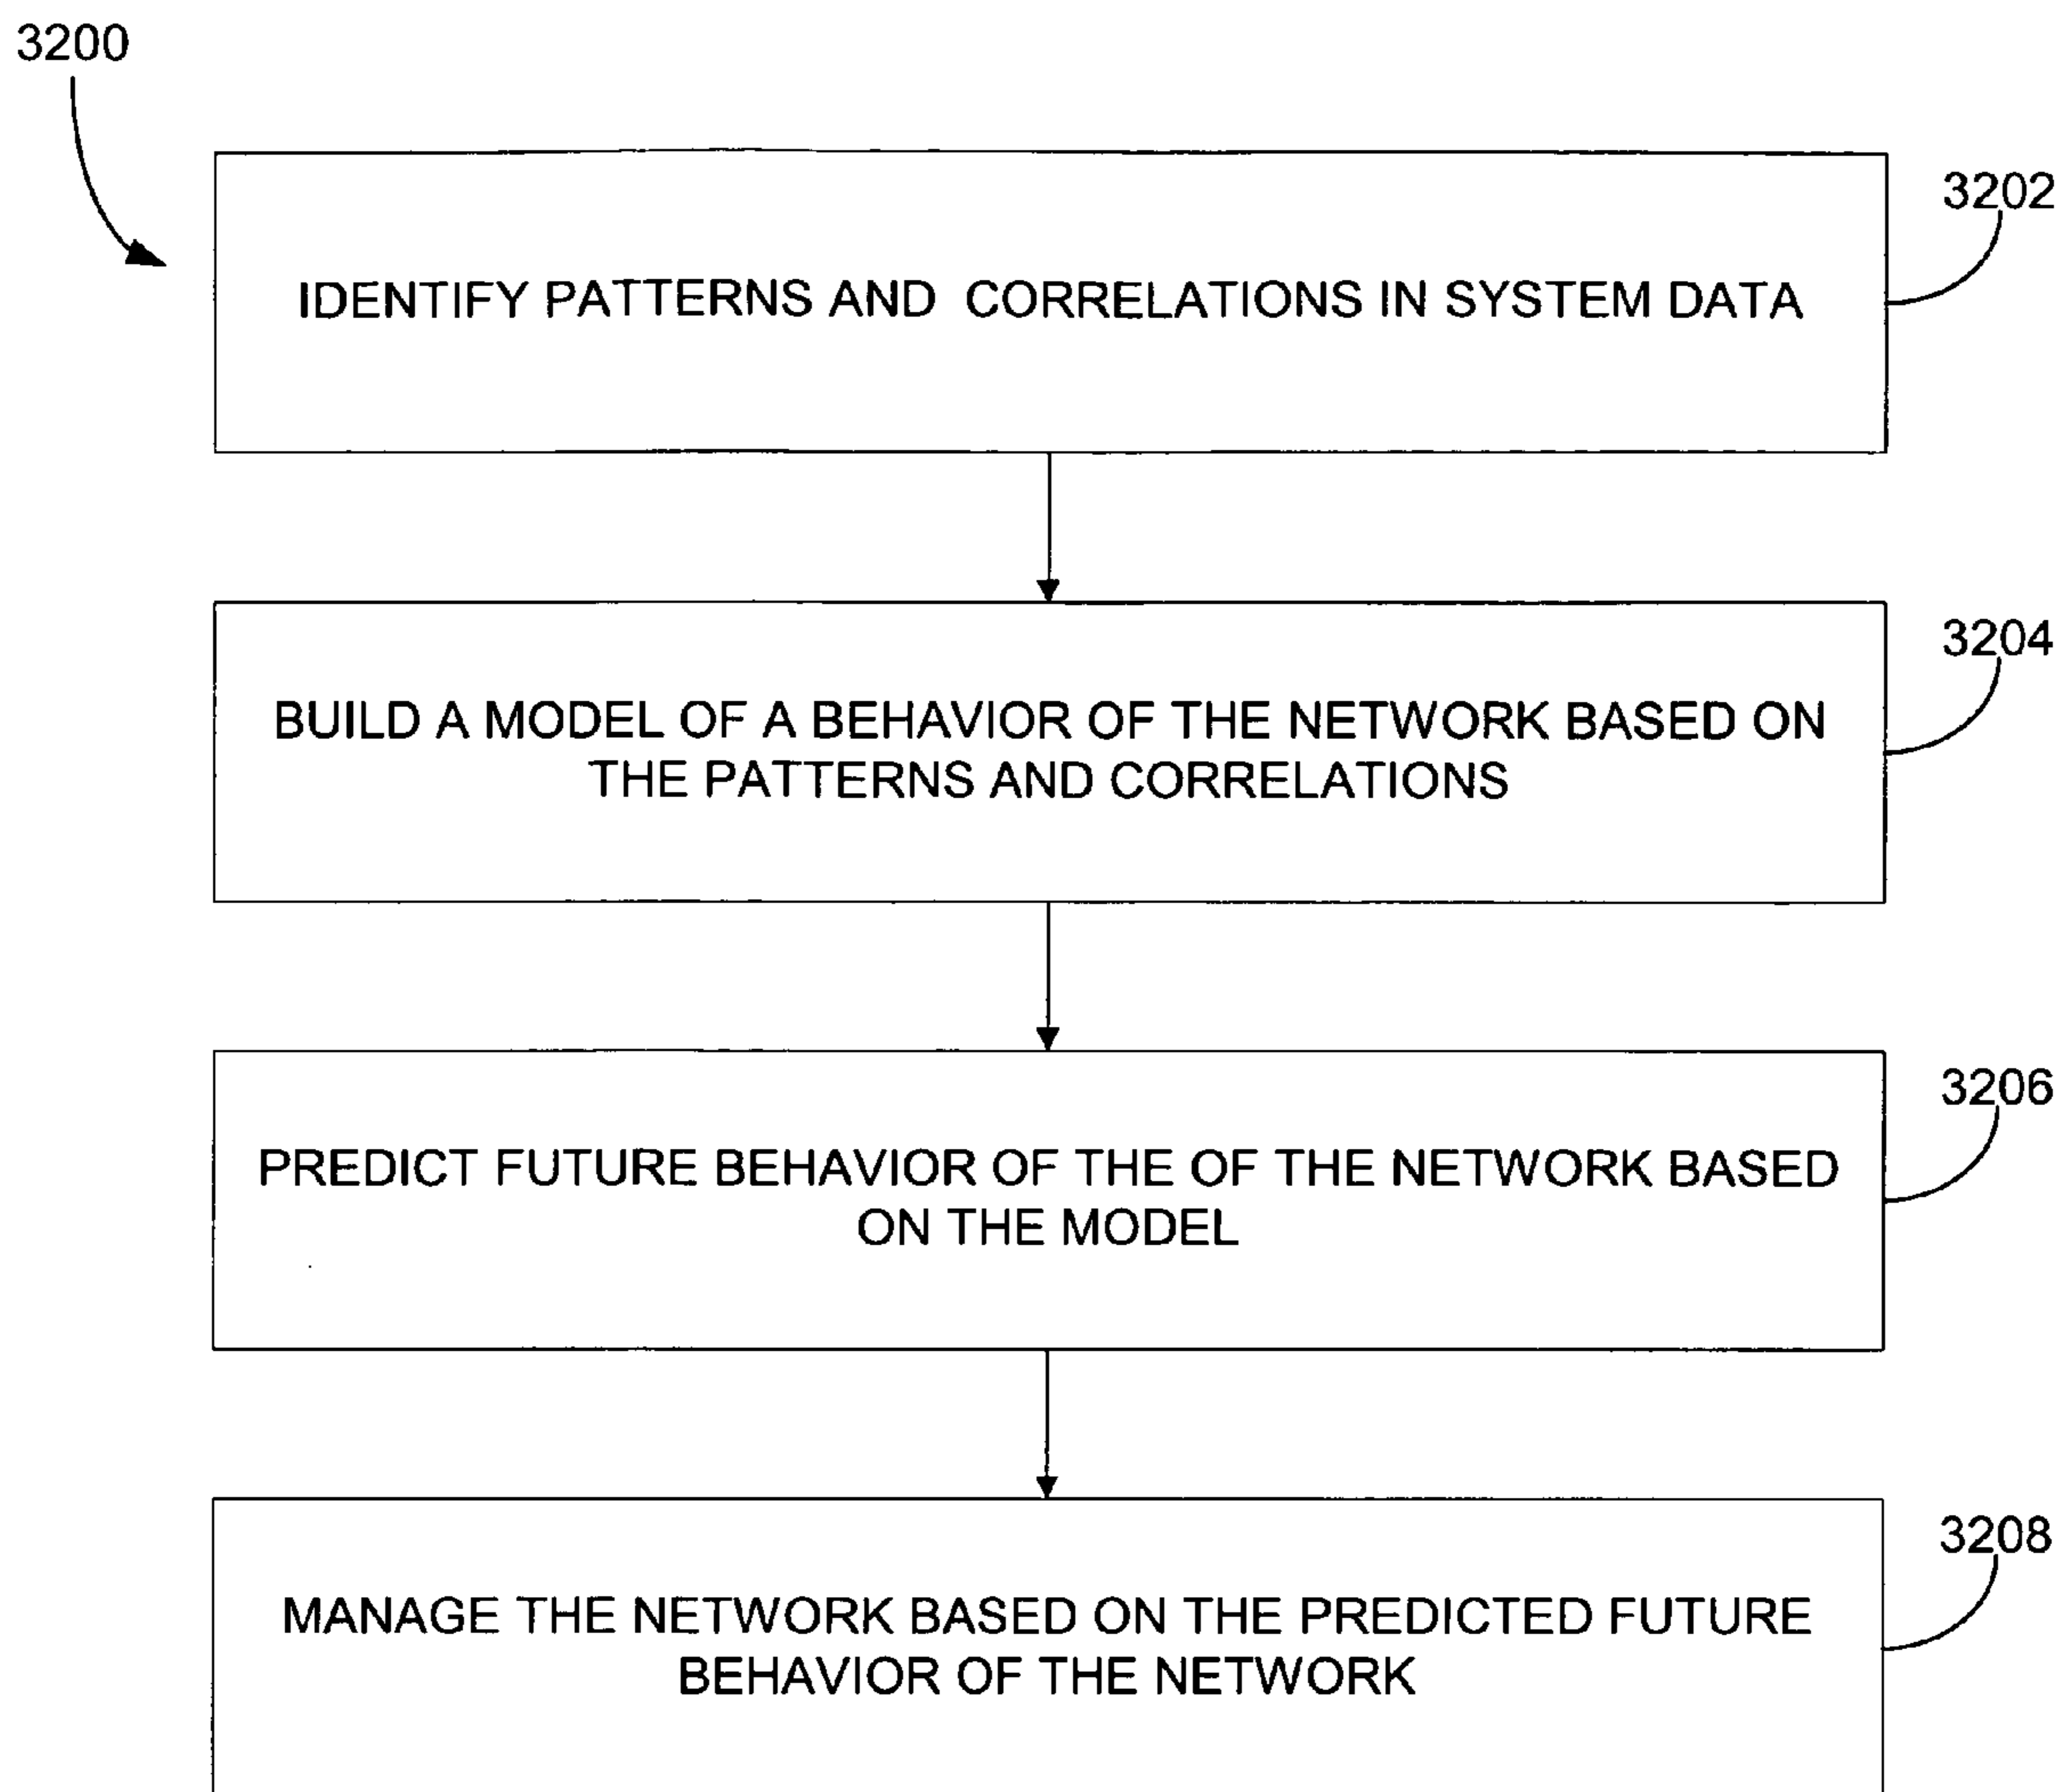 3200
3202
IDENTIFY PATTERNS AND CORRELATIONS IN SYSTEM DATA
3204
BUILD A MODEL OF A BEHAVIOR OF THE NETWORK BASED ON
THE PATTERNS AND CORRELATIONS
3206
PREDICT FUTURE BEHAVIOR OF THE OF THE NETWORK BASED
ON THE MODEL
3208
MANAGE THE NETWORK BASED ON THE PREDICTED FUTURE
BEHAVIOR OF THE NETWORK